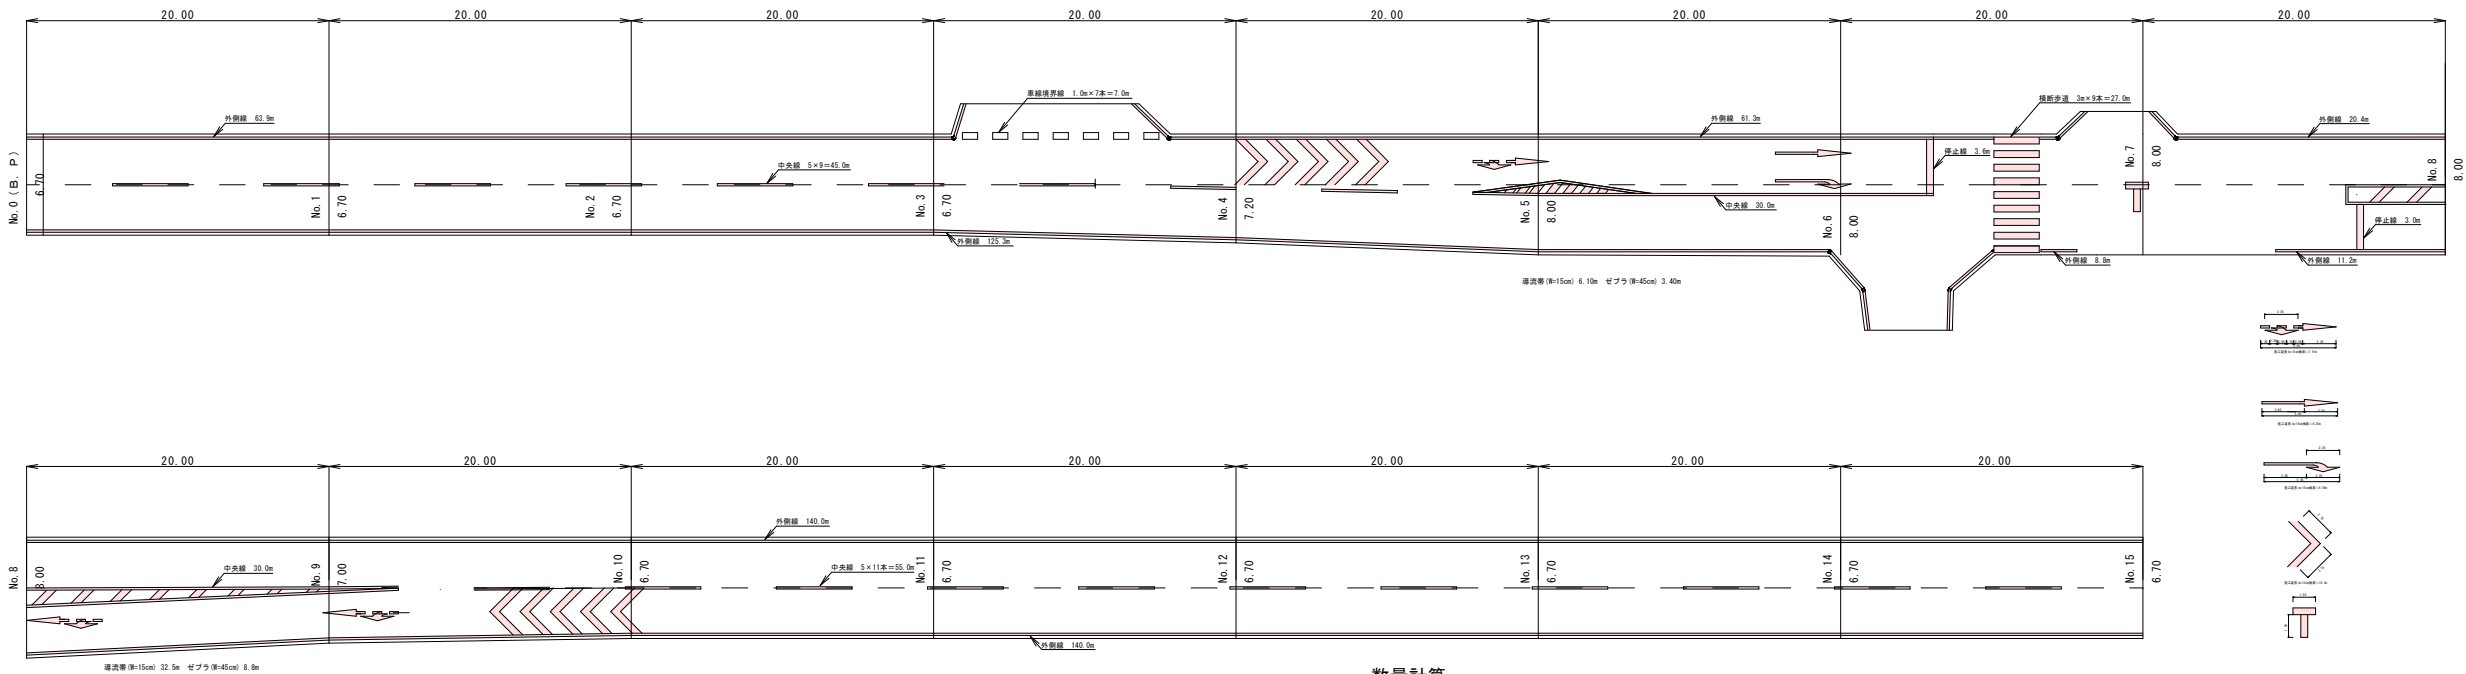 20.00 20.00 20.00 20.00 20.00 20.00 20.00 20.00
車線境界線 1.0m×7本=7.0m
横断歩道 3m×9本=27.0m
外側線 63.9m
外側線 61.3m
外側線 20.4m
停止線 3.6m
中央線 5×9=45.0m
中央線 30.0m
停止線 3.0m
No.0(B.P) 6.70
No.1 6.70
No.2 6.70
No.3 6.70
No.4 7.20
No.5 8.00
No.6 8.00
No.7 8.00
No.8 8.00
外側線 125.3m
外側線 8.8m
外側線 11.2m
導流帯(W=15cm) 6.10m ゼブラ(W=45cm) 3.40m
20.00 20.00 20.00 20.00 20.00 20.00 20.00
外側線 140.0m
中央線 30.0m
中央線 5×11本=55.0m
No.8 8.00
No.9 7.00
No.10 6.70
No.11 6.70
No.12 6.70
No.13 6.70
No.14 6.70
No.15 6.70
外側線 140.0m
導流帯(W=15cm) 32.5m ゼブラ(W=45cm) 8.8m
数量計算